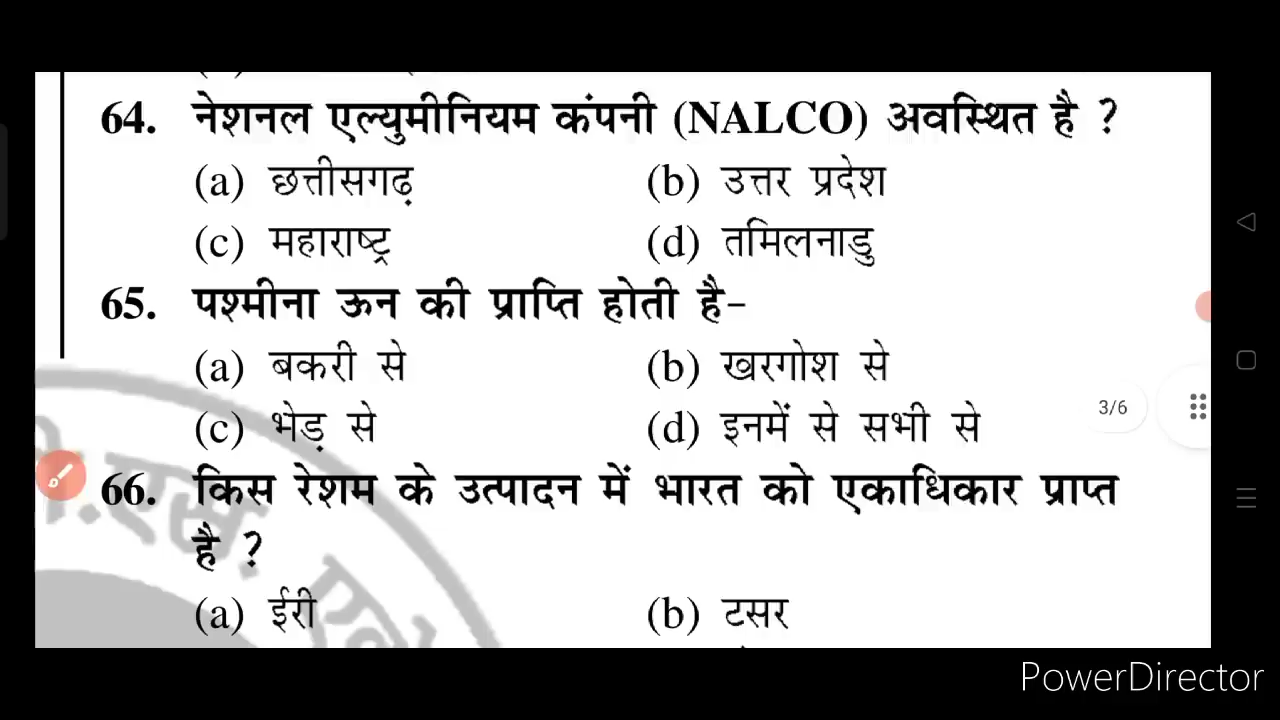 64. नेशनल एल्युमीनियम कंपनी (NALCO) अवस्थित है ?
(a) छत्तीसगढ़ (b) उत्तर प्रदेश
(c) महाराष्ट्र (d) तमिलनाडु
65. पश्मीना ऊन की प्राप्ति होती है-
(a) बकरी से (b) खरगोश से
(c) भेड़ से (d) इनमें से सभी से
3/6
66. किस रेशम के उत्पादन में भारत को एकाधिकार प्राप्त
है ?
(a) ईरी (b) टसर
PowerDirector